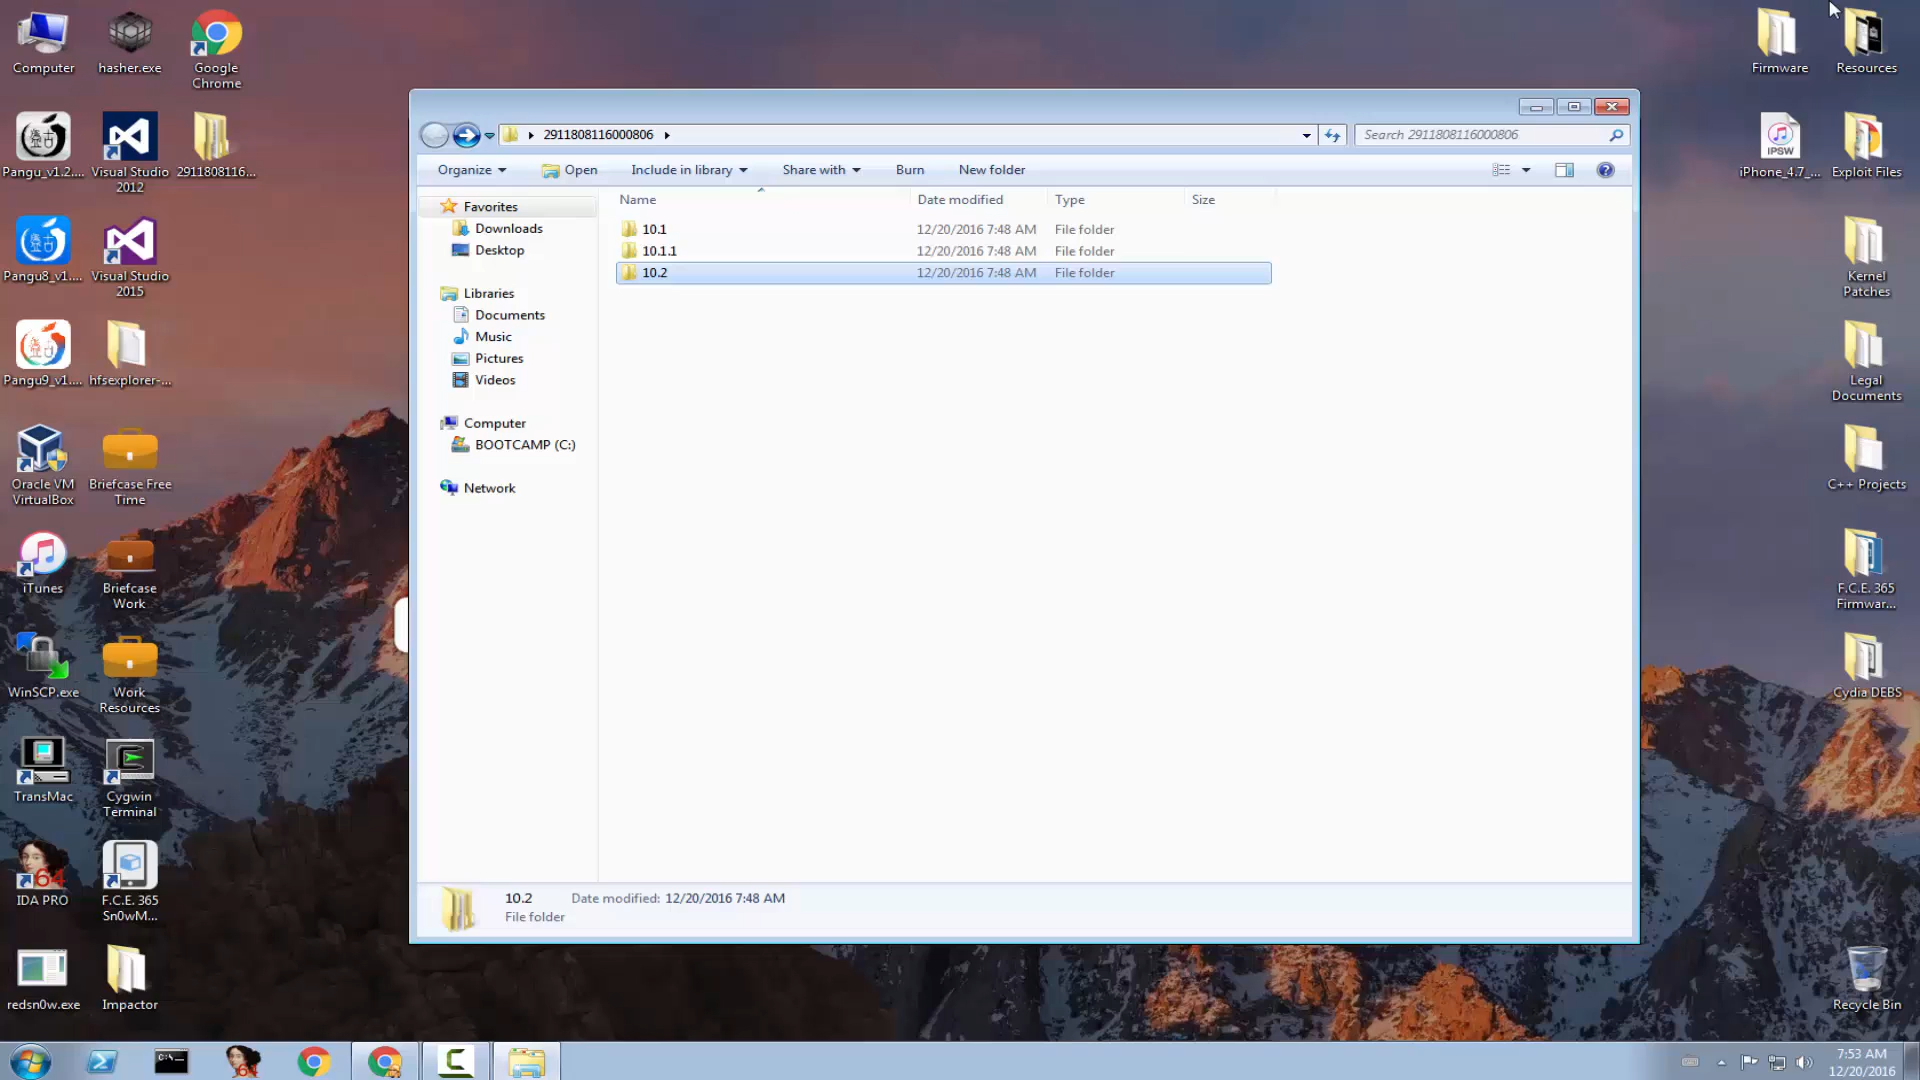 Computer
hasher.exe
Google
Chrome
Pangu_v1.2....
Visual Studio
2012
2911808116...
Pangu8_v1....
Visual Studio
2015
Pangu9_v1....
hfsexplorer-...
Oracle VM
VirtualBox
Briefcase Free
Time
iTunes
Briefcase
Work
WinSCP.exe
Work
Resources
TransMac
Cygwin
Terminal
64
IDA PRO
F.C.E. 365
Sn0wM...
redsn0w.exe
Impactor
2911808116000806
Search 2911808116000806
Organize
Open
Include in library
Share with
Burn
New folder
Name Date modified Type Size
Favorites
Downloads
Desktop
Libraries
Documents
Music
Pictures
Videos
Computer
BOOTCAMP (C:)
Network
10.1 12/20/2016 7:48 AM File folder
10.1.1 12/20/2016 7:48 AM File folder
10.2 12/20/2016 7:48 AM File folder
10.2 Date modified: 12/20/2016 7:48 AM
File folder
Firmware
Resources
IPSW
iPhone_4.7_...
Exploit Files
Kernel
Patches
Legal
Documents
C++ Projects
F.C.E. 365
Firmwar...
Cydia DEBS
Recycle Bin
C:\
64
7:53 AM
12/20/2016